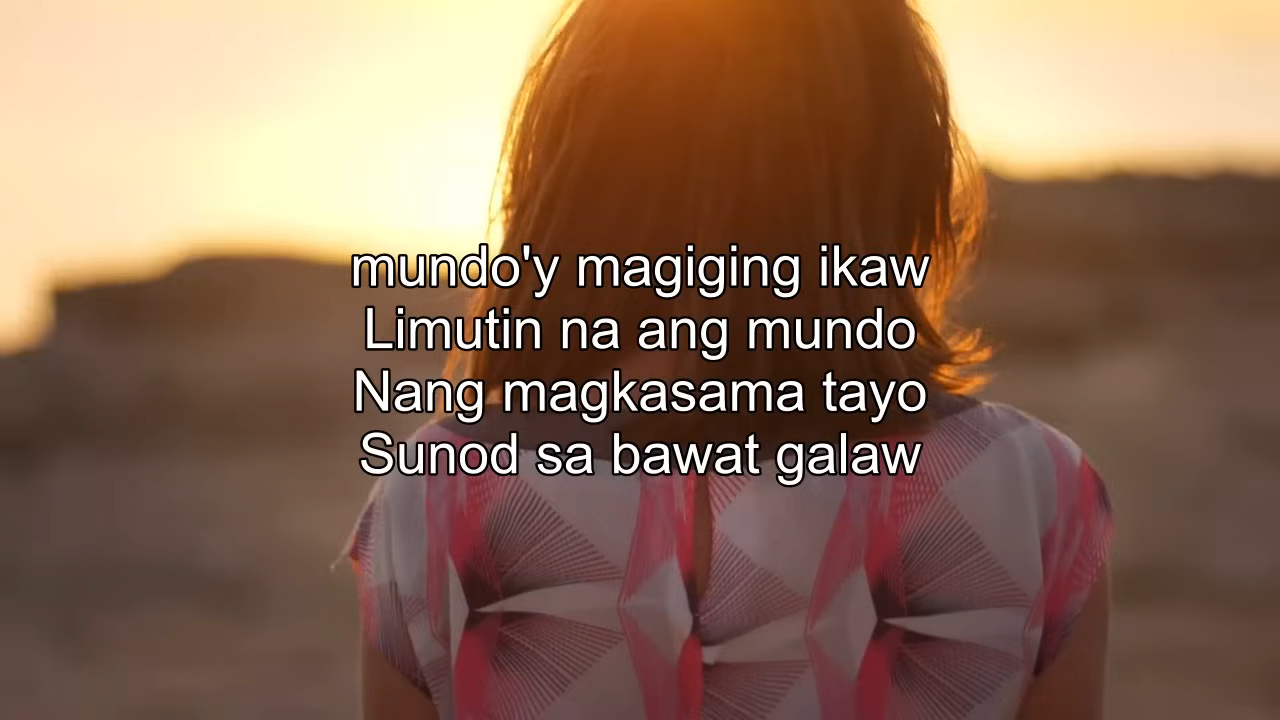 mundo'y magiging ikaw
Limutin na ang mundo
Nang magkasama tayo
Sunod sa bawat galaw